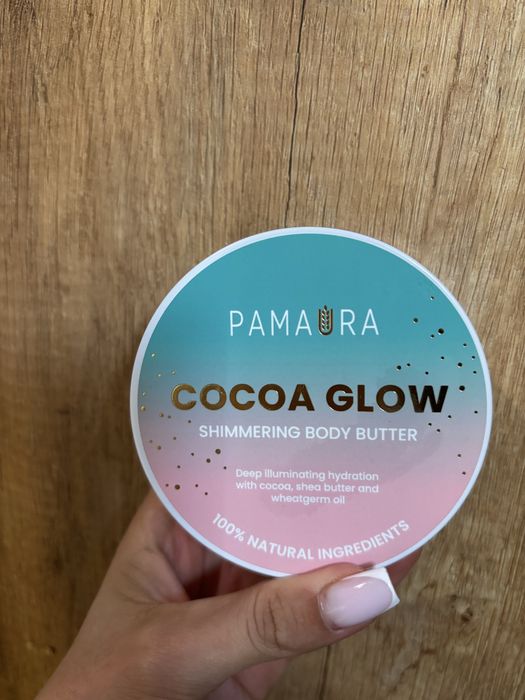 PAMAURA
COCOA GLOW
SHIMMERING BODY BUTTER
Deep illuminating hydration
with cocoa, shea butter and
wheatgerm oil
100% NATURAL INGREDIENTS